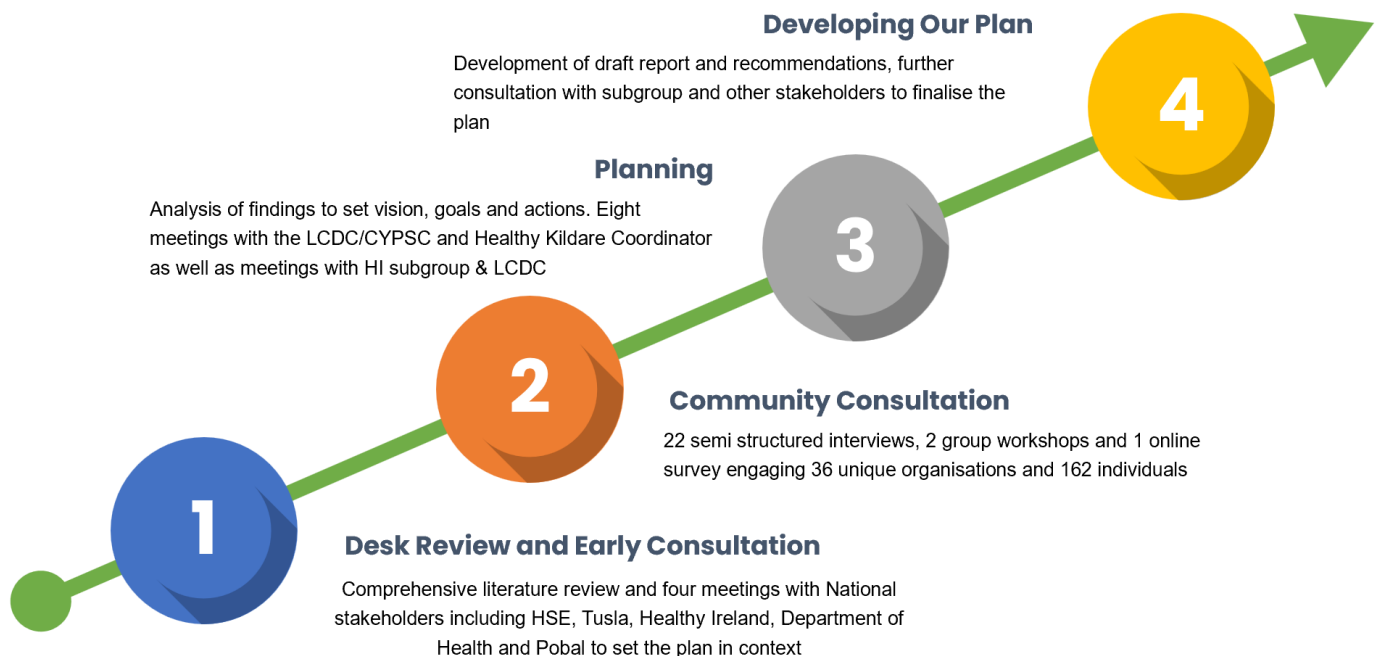 Developing Our Plan
Development of draft report and recommendations, further
consultation with subgroup and other stakeholders to finalise the
plan
4
Planning
Analysis of findings to set vision, goals and actions. Eight
meetings with the LCDC/CYPSC and Healthy Kildare Coordinator
as well as meetings with HI subgroup & LCDC
3
2
Community Consultation
22 semi structured interviews, 2 group workshops and 1 online
survey engaging 36 unique organisations and 162 individuals
1
Desk Review and Early Consultation
Comprehensive literature review and four meetings with National
stakeholders including HSE, Tusla, Healthy Ireland, Department of
Health and Pobal to set the plan in context